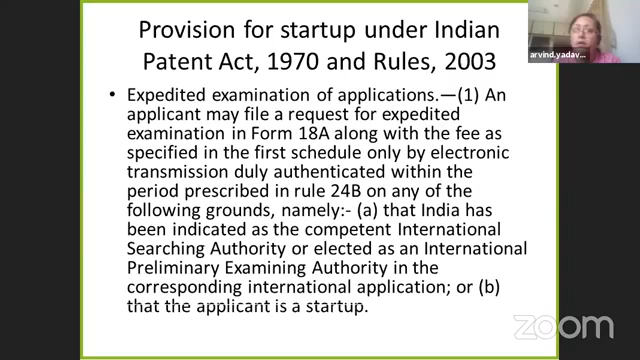 Provision for startup under Indian
Patent Act, 1970 and Rules, 2003
• Expedited examination of applications.—(1) An
applicant may file a request for expedited
examination in Form 18A along with the fee as
specified in the first schedule only by electronic
transmission duly authenticated within the
period prescribed in rule 24B on any of the
following grounds, namely:- (a) that India has
been indicated as the competent International
Searching Authority or elected as an International
Preliminary Examining Authority in the
corresponding international application; or (b)
that the applicant is a startup.
arvind.yadav...
zoom